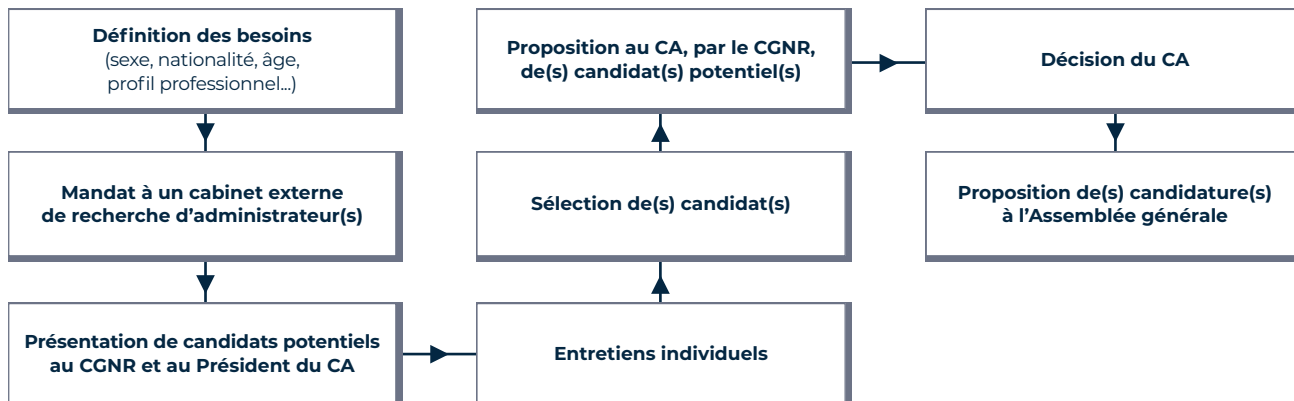 Définition des besoins
(sexe, nationalité, âge,
profil professionnel...)
Mandat à un cabinet externe
de recherche d’administrateur(s)
Présentation de candidats potentiels
au CGNR et au Président du CA
Entretiens individuels
Sélection de(s) candidat(s)
Proposition au CA, par le CGNR,
de(s) candidat(s) potentiel(s)
Décision du CA
Proposition de(s) candidature(s)
à l’Assemblée générale